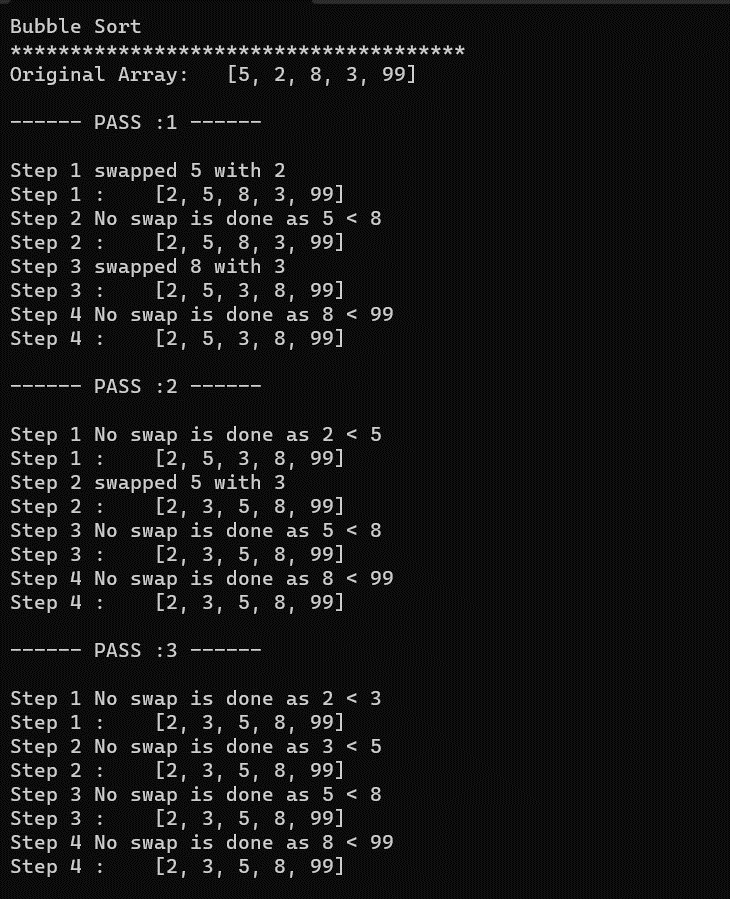 Bubble Sort
**************************************
Original Array:   [5, 2, 8, 3, 99]
------ PASS :1 ------
Step 1 swapped 5 with 2
Step 1 :    [2, 5, 8, 3, 99]
Step 2 No swap is done as 5 < 8
Step 2 :    [2, 5, 8, 3, 99]
Step 3 swapped 8 with 3
Step 3 :    [2, 5, 3, 8, 99]
Step 4 No swap is done as 8 < 99
Step 4 :    [2, 5, 3, 8, 99]
------ PASS :2 ------
Step 1 No swap is done as 2 < 5
Step 1 :    [2, 5, 3, 8, 99]
Step 2 swapped 5 with 3
Step 2 :    [2, 3, 5, 8, 99]
Step 3 No swap is done as 5 < 8
Step 3 :    [2, 3, 5, 8, 99]
Step 4 No swap is done as 8 < 99
Step 4 :    [2, 3, 5, 8, 99]
------ PASS :3 ------
Step 1 No swap is done as 2 < 3
Step 1 :    [2, 3, 5, 8, 99]
Step 2 No swap is done as 3 < 5
Step 2 :    [2, 3, 5, 8, 99]
Step 3 No swap is done as 5 < 8
Step 3 :    [2, 3, 5, 8, 99]
Step 4 No swap is done as 8 < 99
Step 4 :    [2, 3, 5, 8, 99]